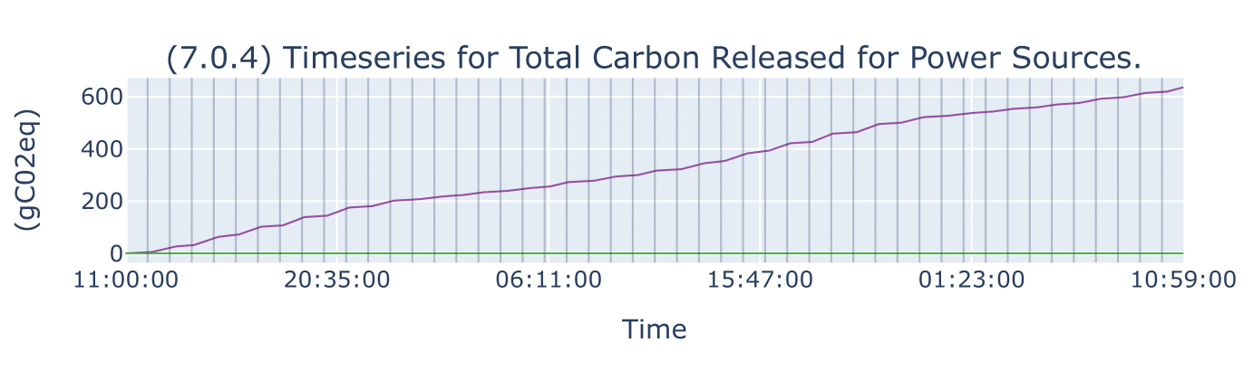 (7.0.4) Timeseries for Total Carbon Released for Power Sources.
(gC02eq)
600
400
200
0
11:00:00 20:35:00 06:11:00 15:47:00 01:23:00 10:59:00
Time